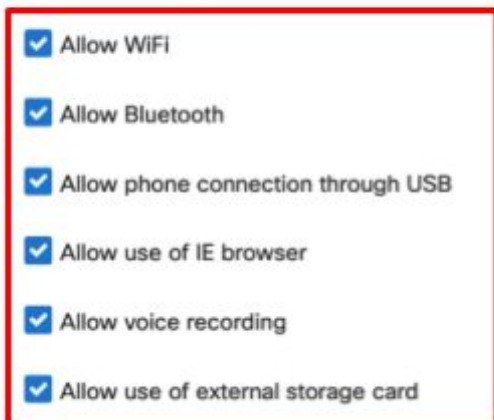 Allow WiFi
Allow Bluetooth
Allow phone connection through USB
Allow use of IE browser
Allow voice recording
Allow use of external storage card